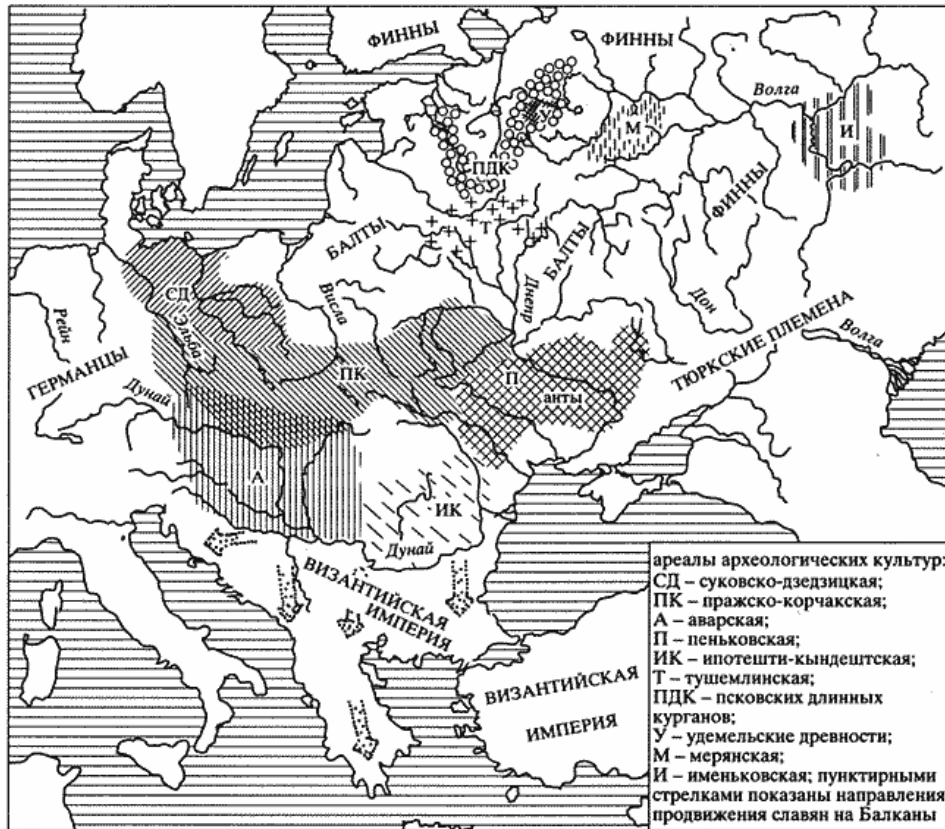 ФИННЫ
ФИННЫ
Волга
У
М
И
ПДК
ФИННЫ
Т
БАЛТЫ
БАЛТЫ
Днепр
СД
Висла
Дон
Рейн
Эльба
ТЮРКСКИЕ ПЛЕМЕНА
Волга
ГЕРМАНЦЫ
ПК
П
Дунай
анты
А
ИК
Дунай
ВИЗАНТИЙСКАЯ
ИМПЕРИЯ
ВИЗАНТИЙСКАЯ
ИМПЕРИЯ
ареалы археологических культур:
СД – суковско-дзедзицкая;
ПК – пражско-корчакская;
А – аварская;
П – пеньковская;
ИК – ипотешти-кындештская;
Т – тушемлинская;
ПДК – псковских длинных
курганов;
У – удемельские древности;
М – мерянская;
И – именьковская; пунктирными
стрелками показаны направления
продвижения славян на Балканы